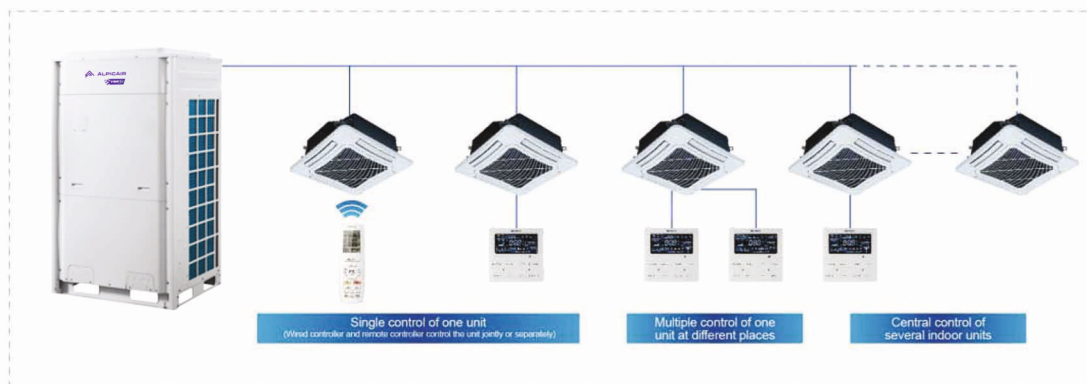 ALPICAIR
Single control of one unit
(Wired controller and remote controller control the unit jointly or separately)
Multiple control of one
unit at different places
Central control of
several indoor units